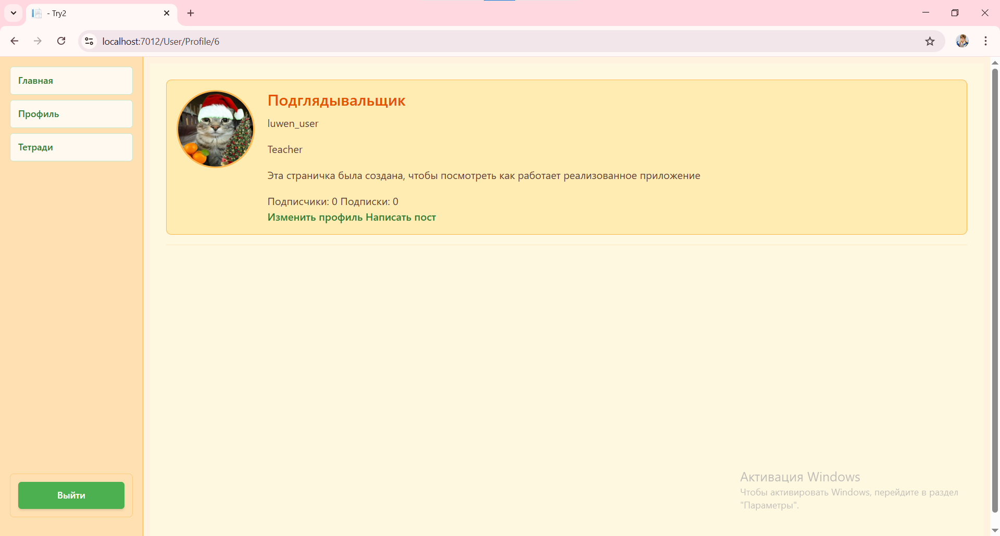 - Try2
localhost:7012/User/Profile/6
Главная
Профиль
Тетради
Выйти
Подглядывальщик
luwen_user
Teacher
Эта страничка была создана, чтобы посмотреть как работает реализованное приложение
Подписчики: 0 Подписки: 0
Изменить профиль Написать пост
Активация Windows
Чтобы активировать Windows, перейдите в раздел
"Параметры".